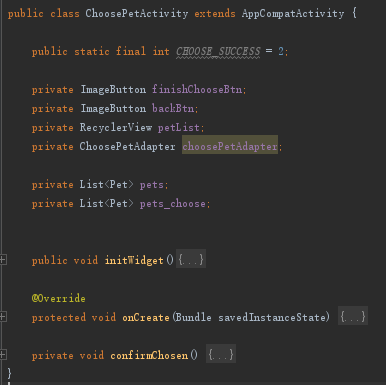 public class ChoosePetActivity extends AppCompatActivity {
public static final int CHOOSE_SUCCESS = 2;
private ImageButton finishChooseBtn;
private ImageButton backBtn;
private RecyclerView petList;
private ChoosePetAdapter choosePetAdapter;
private List<Pet> pets;
private List<Pet> pets_choose;
public void initWidget(){...}
@Override
protected void onCreate(Bundle savedInstanceState) {...}
private void confirmChosen() {...}
}